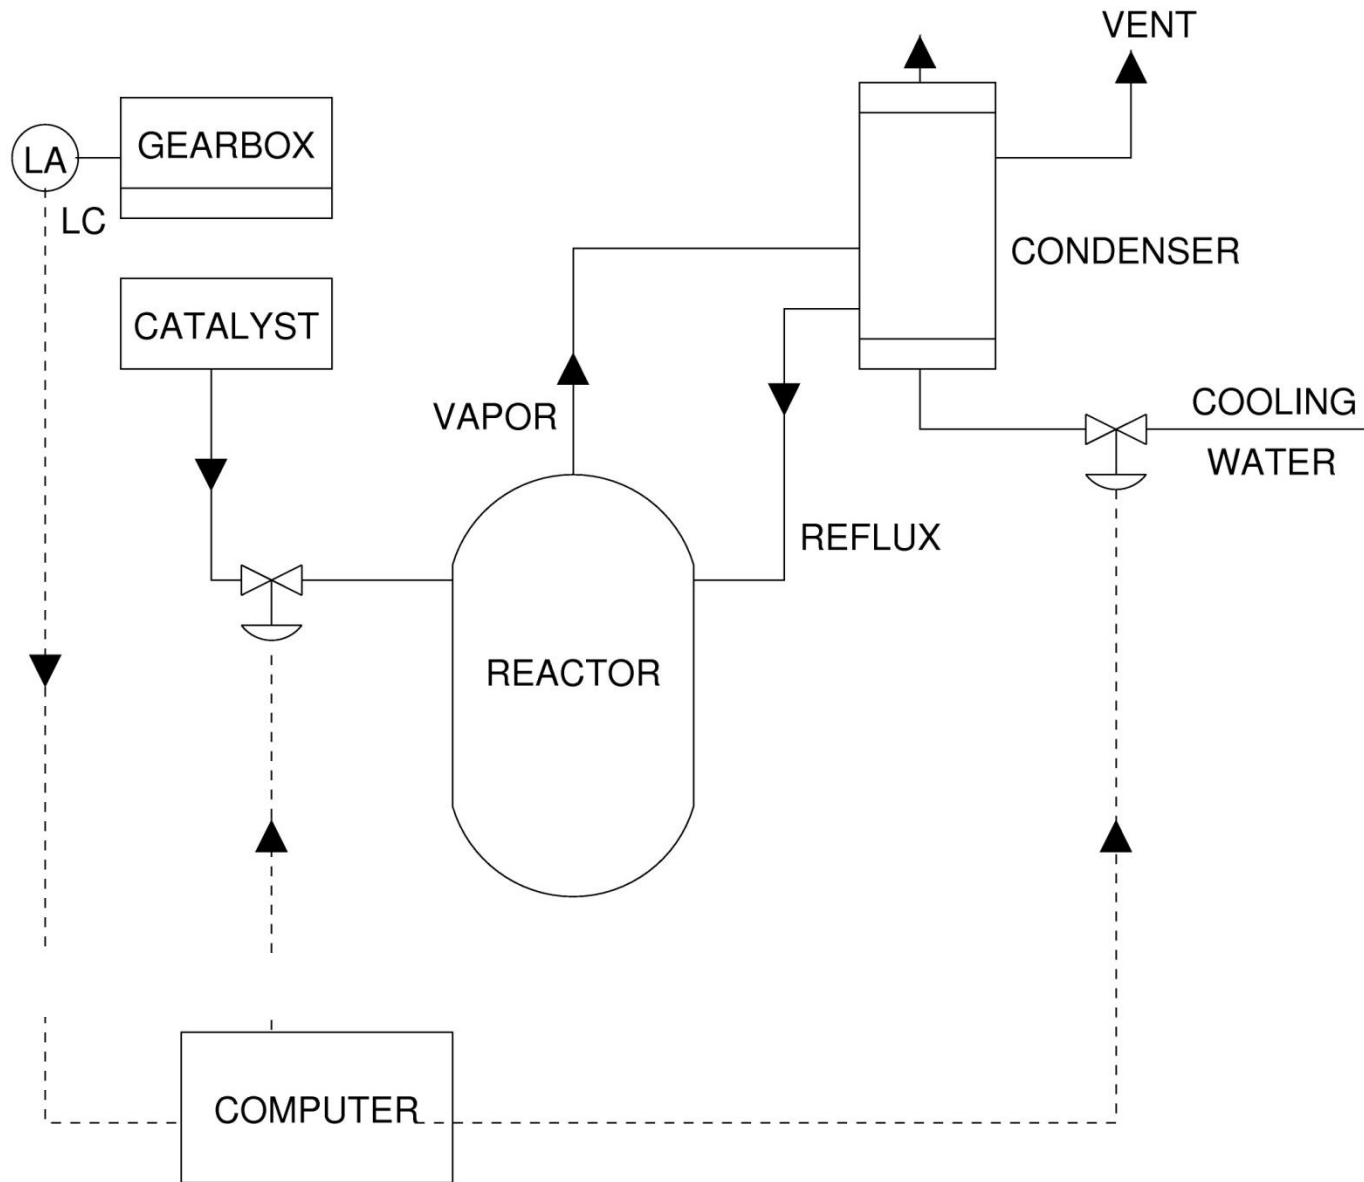 VENT
GEARBOX
LA
LC
CONDENSER
CATALYST
VAPOR
COOLING
WATER
REFLUX
REACTOR
COMPUTER